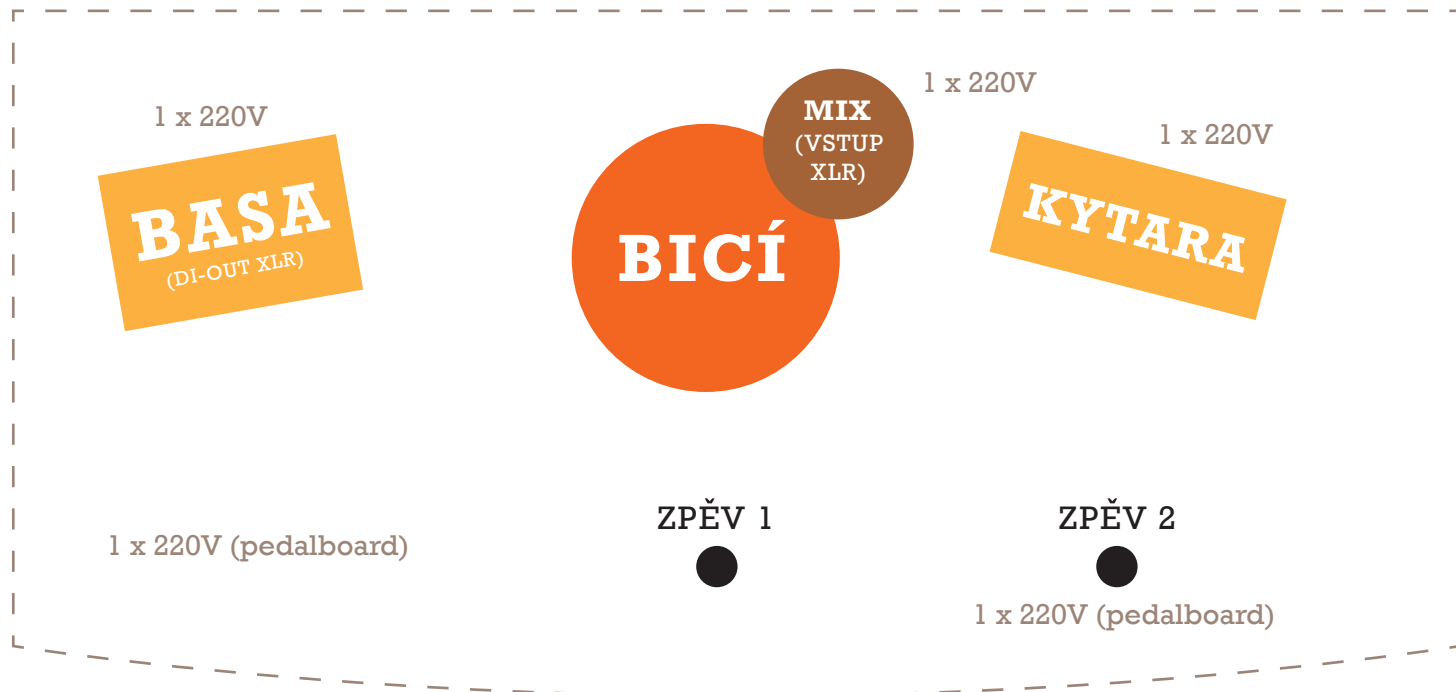 1 x 220V
1 x 220V
1 x 220V
BASA
(DI-OUT XLR)
MIX
(VSTUP
XLR)
BICÍ
KYTARA
ZPĚV 1
ZPĚV 2
1 x 220V (pedalboard)
1 x 220V (pedalboard)